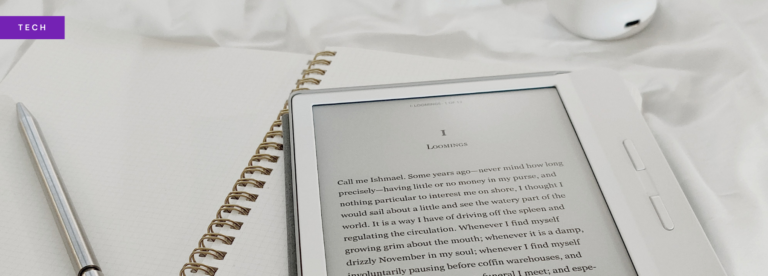 TECH
I
Loomings
Call me Ishmael. Some years ago—never mind how long
precisely—having little or no money in my purse, and
nothing particular to interest me on shore, I thought I
would sail about a little and see the watery part of the
world. It is a way I have of driving off the spleen and
regulating the circulation. Whenever I find myself
growing grim about the mouth; whenever it is a damp,
drizzly November in my soul; whenever I find myself
involuntarily pausing before coffin warehouses, and
funeral I meet; and espe-